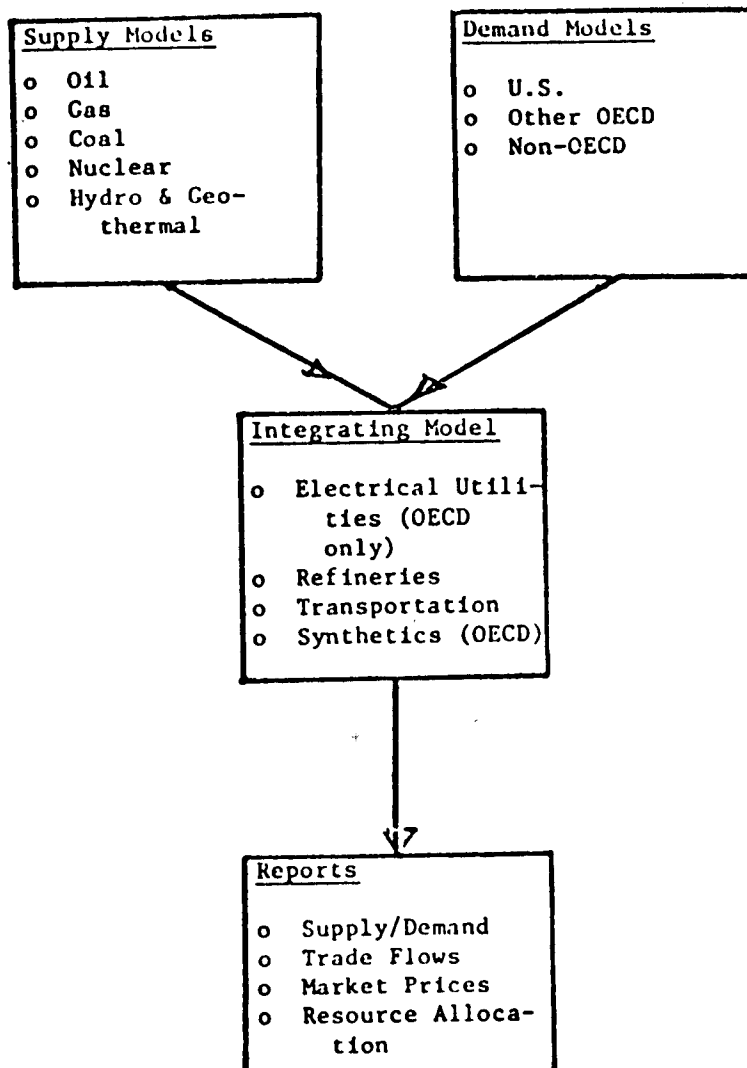 Supply Models
o Oil
o Gas
o Coal
o Nuclear
o Hydro & Geo-
thermal
Demand Models
o U.S.
o Other OECD
o Non-OECD
Integrating Model
o Electrical Utili-
ties (OECD
only)
o Refineries
o Transportation
o Synthetics (OECD)
Reports
o Supply/Demand
o Trade Flows
o Market Prices
o Resource Alloca-
tion